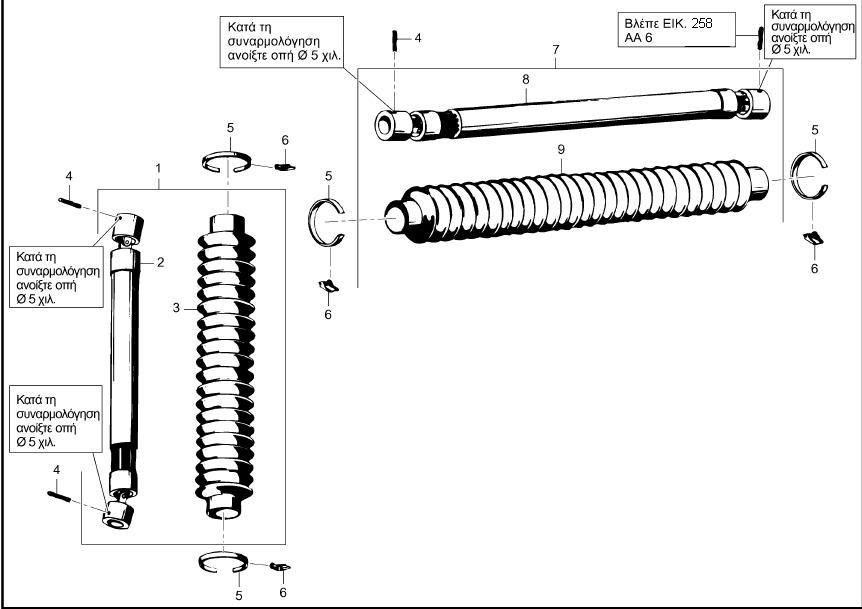 Κατά τη
συναρμολόγηση
ανοίξτε οπή Ø 5 χιλ.
4
7
Βλέπε ΕΙΚ. 258
ΑΑ 6
Κατά τη
συναρμολόγηση
ανοίξτε οπή
Ø 5 χιλ.
8
5
6
5
9
5
1
4
Κατά τη
συναρμολόγηση
ανοίξτε οπή
Ø 5 χιλ.
2
3
6
6
Κατά τη
συναρμολόγηση
ανοίξτε οπή
Ø 5 χιλ.
4
5
6